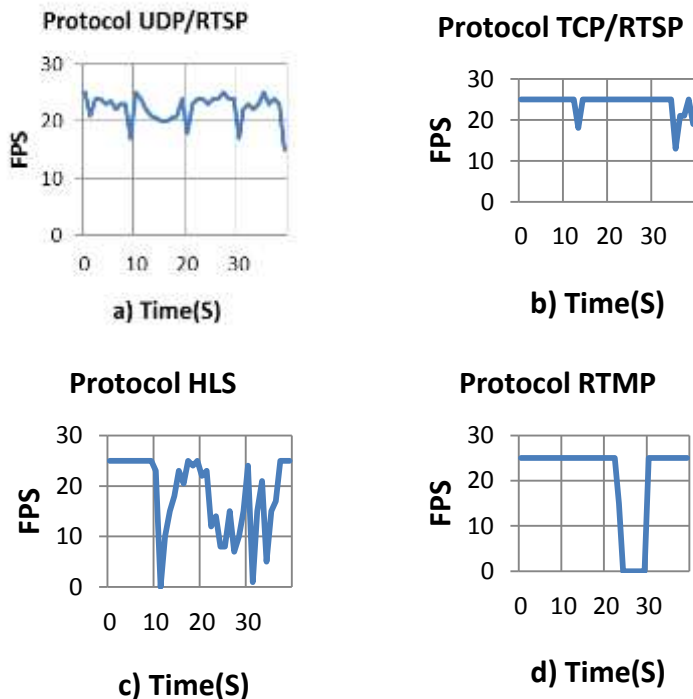 Protocol UDP/RTSP
30
20
10
0
FPS
0 10 20 30
a) Time(S)
Protocol TCP/RTSP
30
20
10
0
FPS
0 10 20 30
b) Time(S)
Protocol HLS
30
20
10
0
FPS
0 10 20 30
c) Time(S)
Protocol RTMP
30
20
10
0
FPS
0 10 20 30
d) Time(S)